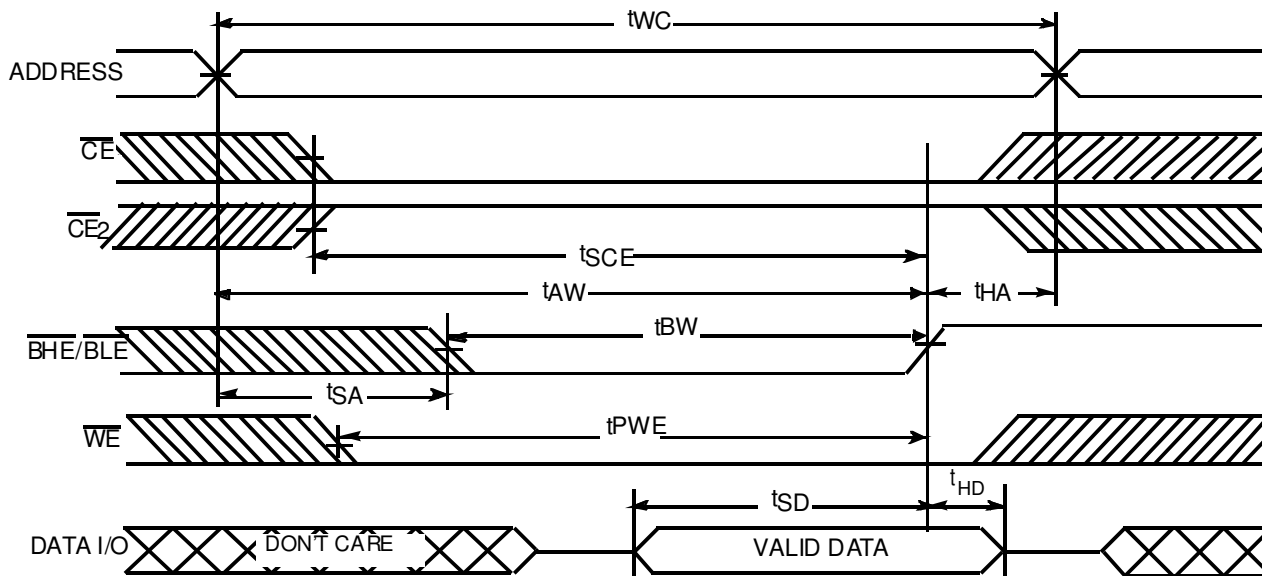 tWC
ADDRESS
CE
CE2
tSCE
tAW
tHA
tBW
BHE/BLE
tSA
tPWE
WE
tSD
tHD
DATA I/O
DON'T CARE
VALID DATA